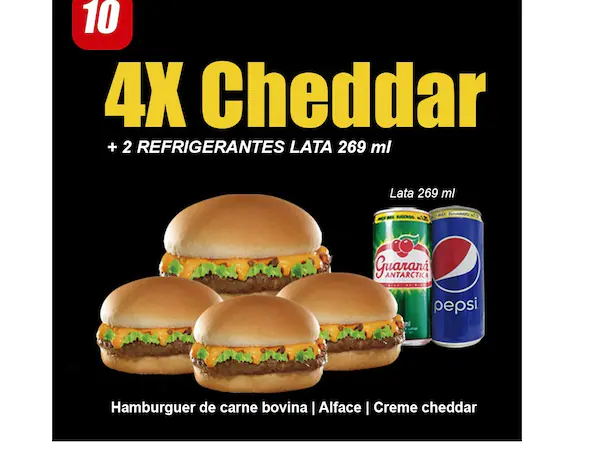 10
4X Cheddar
+ 2 REFRIGERANTES LATA 269 ml
Lata 269 ml
Guaraná
ANTARCTICA
pepsi
Hamburguer de carne bovina | Alface | Creme cheddar